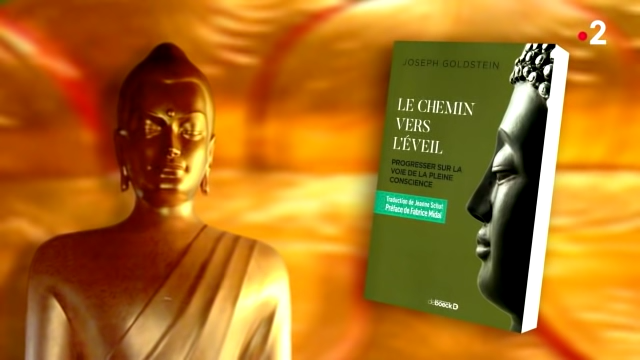 2
JOSEPH GOLDSTEIN
LE CHEMIN
VERS
L'ÉVEIL
PROGRESSER SUR LA
VOIE DE LA PLEINE
CONSCIENCE
Traduction de Jeanne Schut
Préface de Fabrice Midal
deboeck